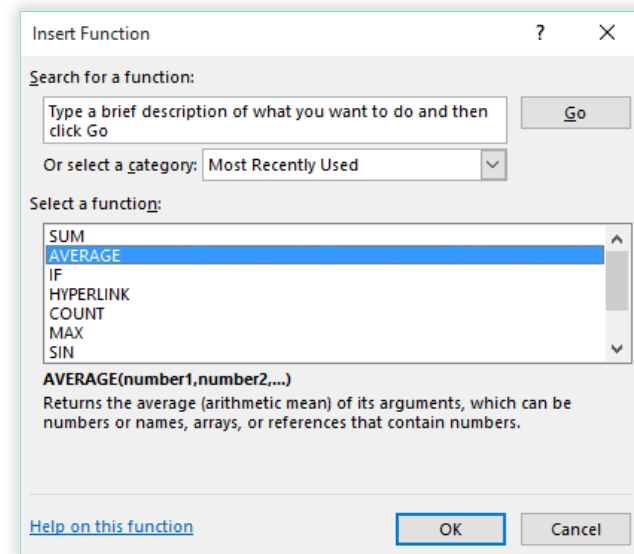 Insert Function ? ×
Search for a function:
Type a brief description of what you want to do and then
click Go
Go
Or select a category: Most Recently Used
Select a function:
SUM
AVERAGE
IF
HYPERLINK
COUNT
MAX
SIN
AVERAGE(number1,number2,...)
Returns the average (arithmetic mean) of its arguments, which can be
numbers or names, arrays, or references that contain numbers.
Help on this function
OK
Cancel